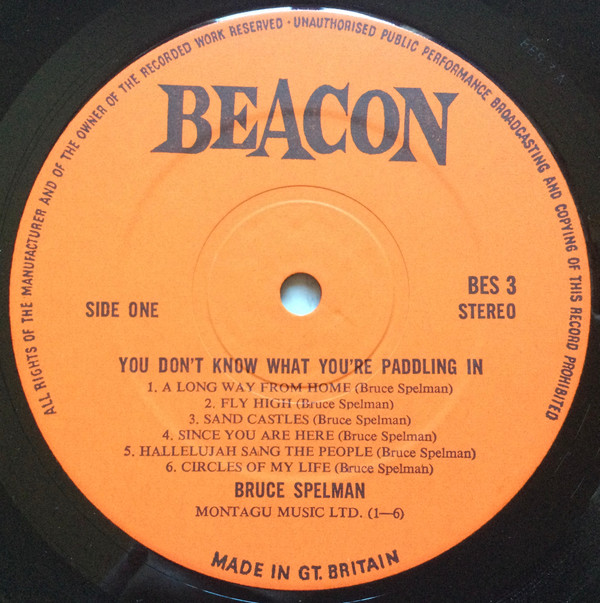 ALL RIGHTS OF THE MANUFACTURER AND OF THE OWNER OF THE RECORDED WORK RESERVED · UNAUTHORISED PUBLIC PERFORMANCE BROADCASTING AND COPYING OF THIS RECORD PROHIBITED
BEACON
SIDE ONE
BES 3
STEREO
YOU DON'T KNOW WHAT YOU'RE PADDLING IN
1. A LONG WAY FROM HOME (Bruce Spelman)
2. FLY HIGH (Bruce Spelman)
3. SAND CASTLES (Bruce Spelman)
4. SINCE YOU ARE HERE (Bruce Spelman)
5. HALLELUJAH SANG THE PEOPLE (Bruce Spelman)
6. CIRCLES OF MY LIFE (Bruce Spelman)
BRUCE SPELMAN
MONTAGU MUSIC LTD. (1—6)
MADE IN GT. BRITAIN